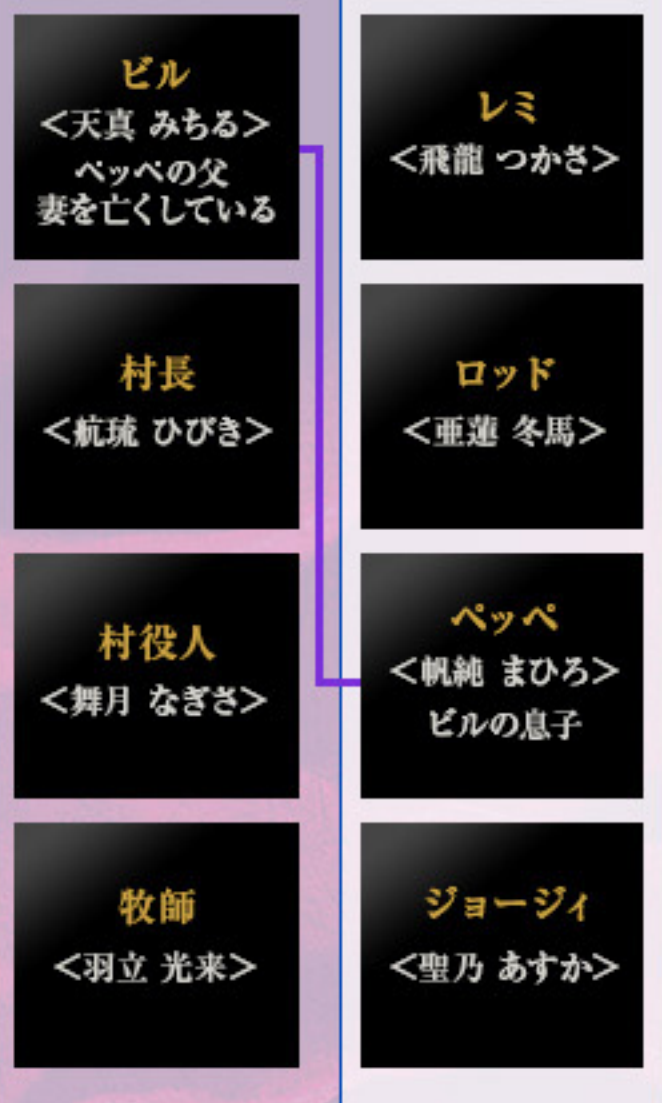 ビル
<天真 みちる>
ペッペの父
妻を亡くしている
村長
<航琉 ひびき>
村役人
<舞月 なぎさ>
牧師
<羽立 光来>
レミ
<飛龍 つかさ>
ロッド
<亜蓮 冬馬>
ペッペ
<帆純 まひろ>
ビルの息子
ジョージィ
<聖乃 あすか>